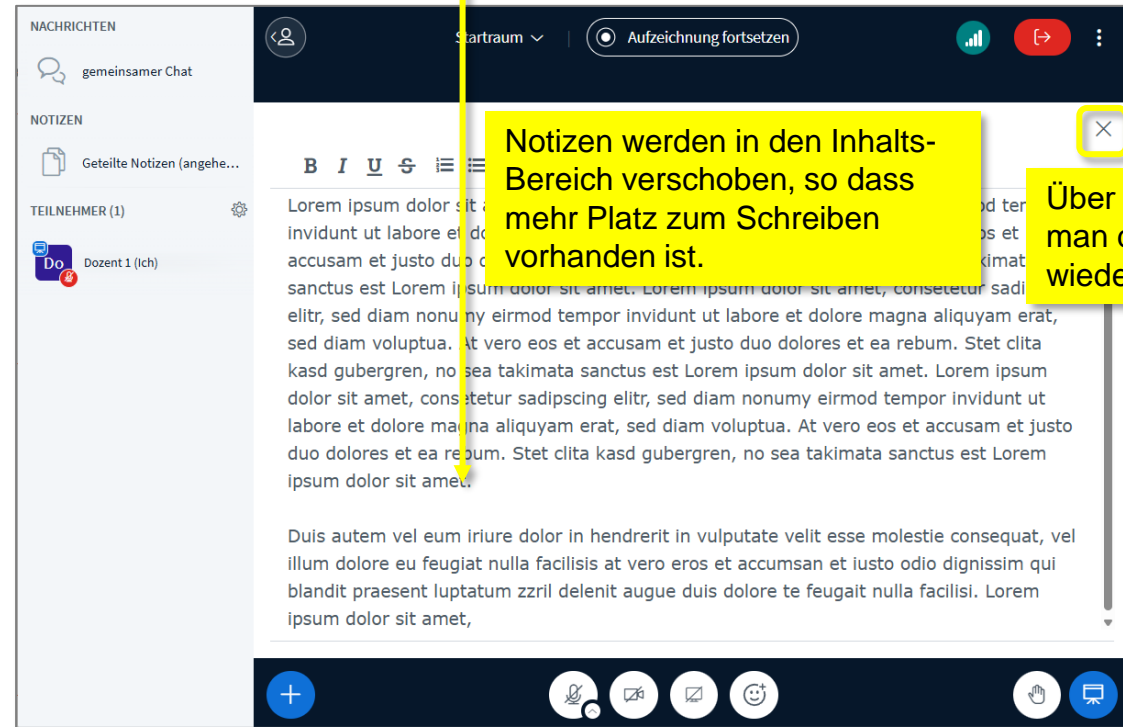 NACHRICHTEN
gemeinsamer Chat
NOTIZEN
Geteilte Notizen (angehe...
TEILNEHMER (1)
Do
Dozent 1 (Ich)
Startraum
Aufzeichnung fortsetzen
B I U S
Notizen werden in den Inhalts-
Bereich verschoben, so dass
mehr Platz zum Schreiben
vorhanden ist.
Über
man
wiede
Lorem ipsum dolor sit
invidunt ut labore et
accusam et justo duo
sanctus est Lorem ipsum dolor sit amet. Lorem ipsum dolor sit amet, consetetur
elitr, sed diam nonumy eirmod tempor invidunt ut labore et dolore magna aliquyam erat,
sed diam voluptua. At vero eos et accusam et justo duo dolores et ea rebum. Stet clita
kasd gubergren, no sea takimata sanctus est Lorem ipsum dolor sit amet. Lorem ipsum
dolor sit amet, consetetur sadipscing elitr, sed diam nonumy eirmod tempor invidunt ut
labore et dolore magna aliquyam erat, sed diam voluptua. At vero eos et accusam et justo
duo dolores et ea rebum. Stet clita kasd gubergren, no sea takimata sanctus est Lorem
ipsum dolor sit amet.
Duis autem vel eum iriure dolor in hendrerit in vulputate velit esse molestie consequat, vel
illum dolore eu feugiat nulla facilisis at vero eros et accumsan et iusto odio dignissim qui
blandit praesent luptatum zzril delenit augue duis dolore te feugait nulla facilisi. Lorem
ipsum dolor sit amet,